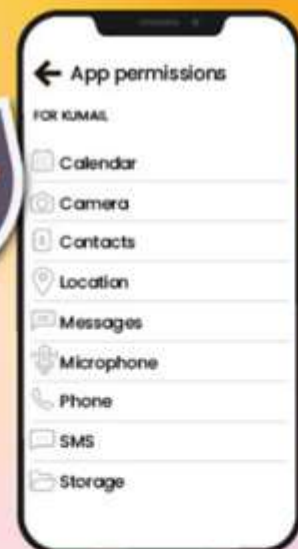 App permissions
FOR KUMAIL
Calendar
Camera
Contacts
Location
Messages
Microphone
Phone
SMS
Storage